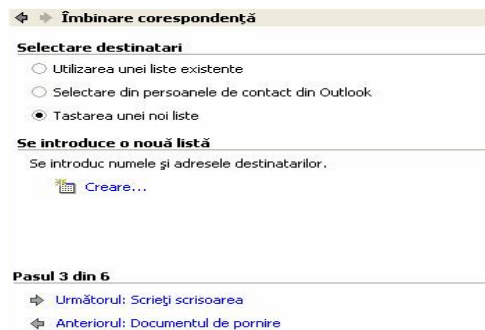 Îmbinare corespondenţă
Selectare destinatari
Utilizarea unei liste existente
Selectare din persoanele de contact din Outlook
Tastarea unei noi liste
Se introduce o nouă listă
Se introduc numele şi adresele destinatarilor.
Creare...
Pasul 3 din 6
Următorul: Scrieţi scrisoarea
Anteriorul: Documentul de pornire